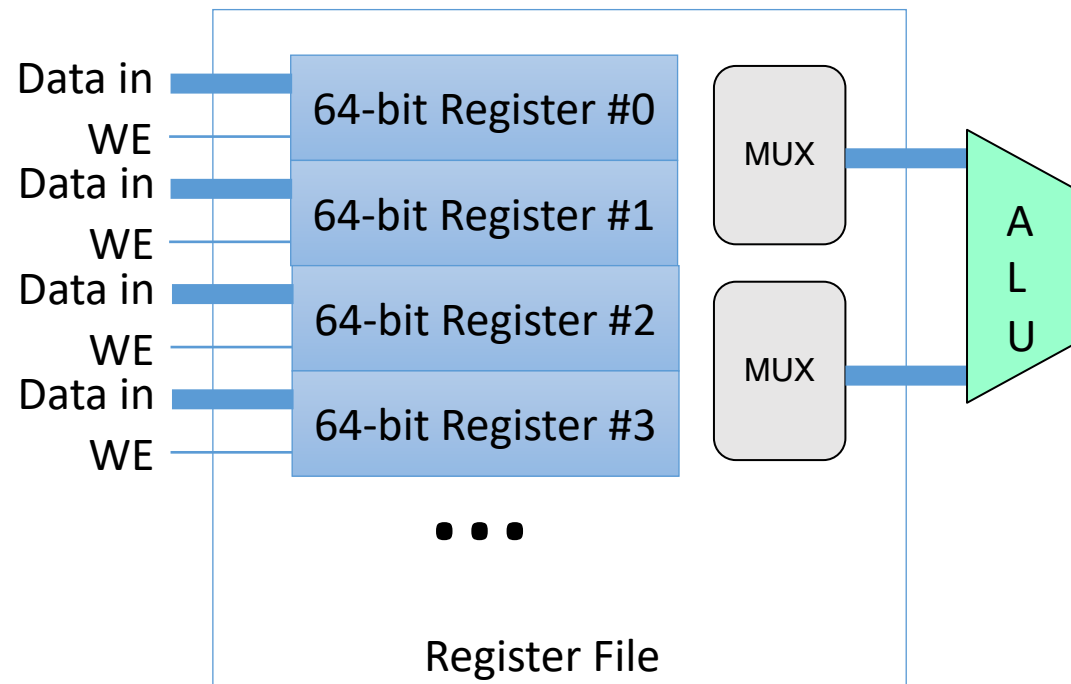 Data in
64-bit Register #0
WE
Data in
64-bit Register #1
WE
Data in
64-bit Register #2
WE
Data in
64-bit Register #3
WE
...
MUX
MUX
A
L
U
Register File